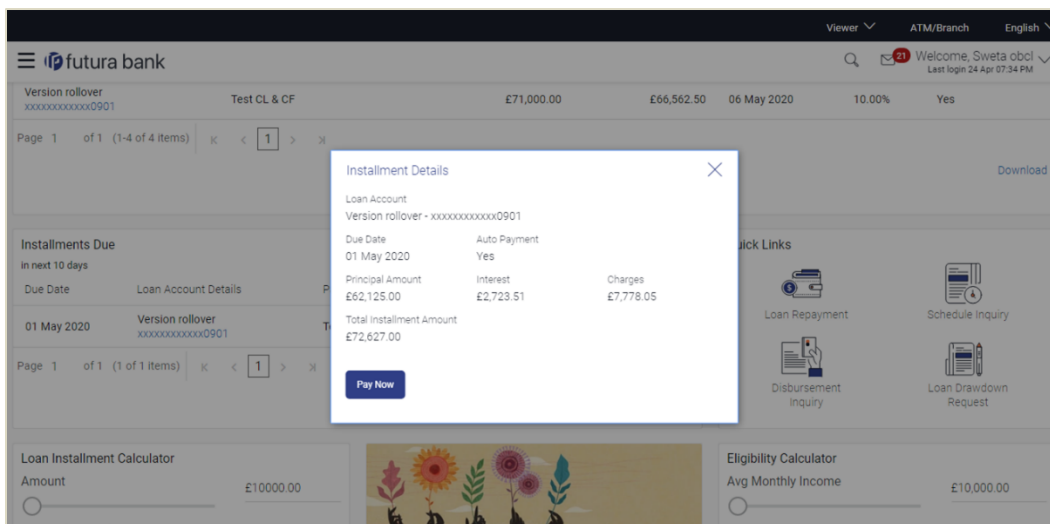 Viewer ATM/Branch English
futura bank 21 Welcome, Sweta obcl
Last login 24 Apr 07:34 PM
Version rollover Test CL & CF £71,000.00 £66,562.50 06 May 2020 10.00% Yes
xxxxxxxxxxxx0901
Page 1 of 1 (1-4 of 4 items) 1
Download
Installment Details
Loan Account
Version rollover - xxxxxxxxxxxx0901
Due Date Auto Payment
01 May 2020 Yes
Principal Amount Interest Charges
£62,125.00 £2,723.51 £7,778.05
Total Installment Amount
£72,627.00
Pay Now
Installments Due
in next 10 days
Due Date Loan Account Details
01 May 2020 Version rollover
xxxxxxxxxxxx0901
Page 1 of 1 (1 of 1 items) 1
Links
Loan Repayment Schedule Inquiry
Disbursement Inquiry
Loan Drawdown Request
Loan Installment Calculator
Amount £10000.00
Eligibility Calculator
Avg Monthly Income £10,000.00